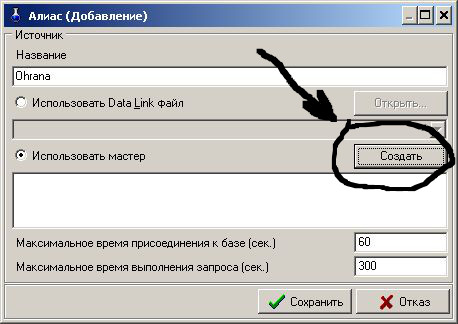 Алиас (Добавление)
Источник
Название
Ohrana
Использовать Data Link файл
Открыть...
Использовать мастер
Создать
Максимальное время присоединения к базе (сек.)
60
Максимальное время выполнения запроса (сек.)
300
Сохранить
Отказ